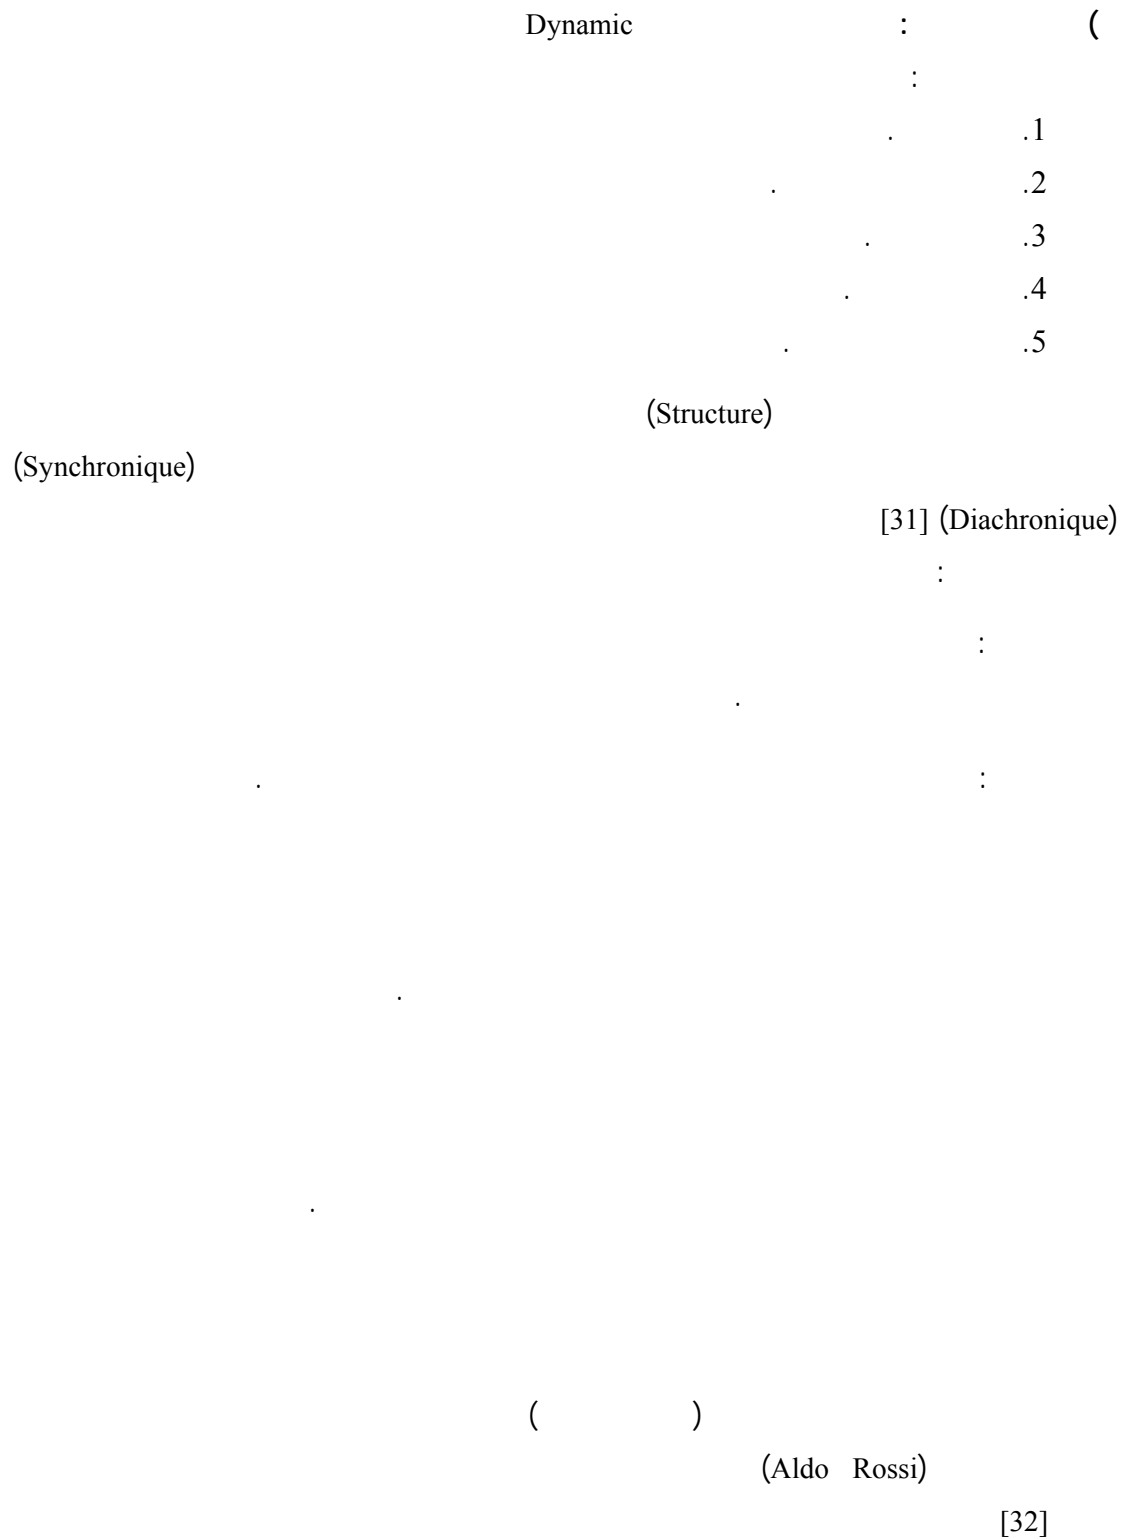 ( : Dynamic
:
.1 .
.2 .
.3 .
.4 .
.5 .
(Structure)
(Synchronique)
(Diachronique) [31]
:
:
.
: .
.
.
( )
(Aldo Rossi)
[32]